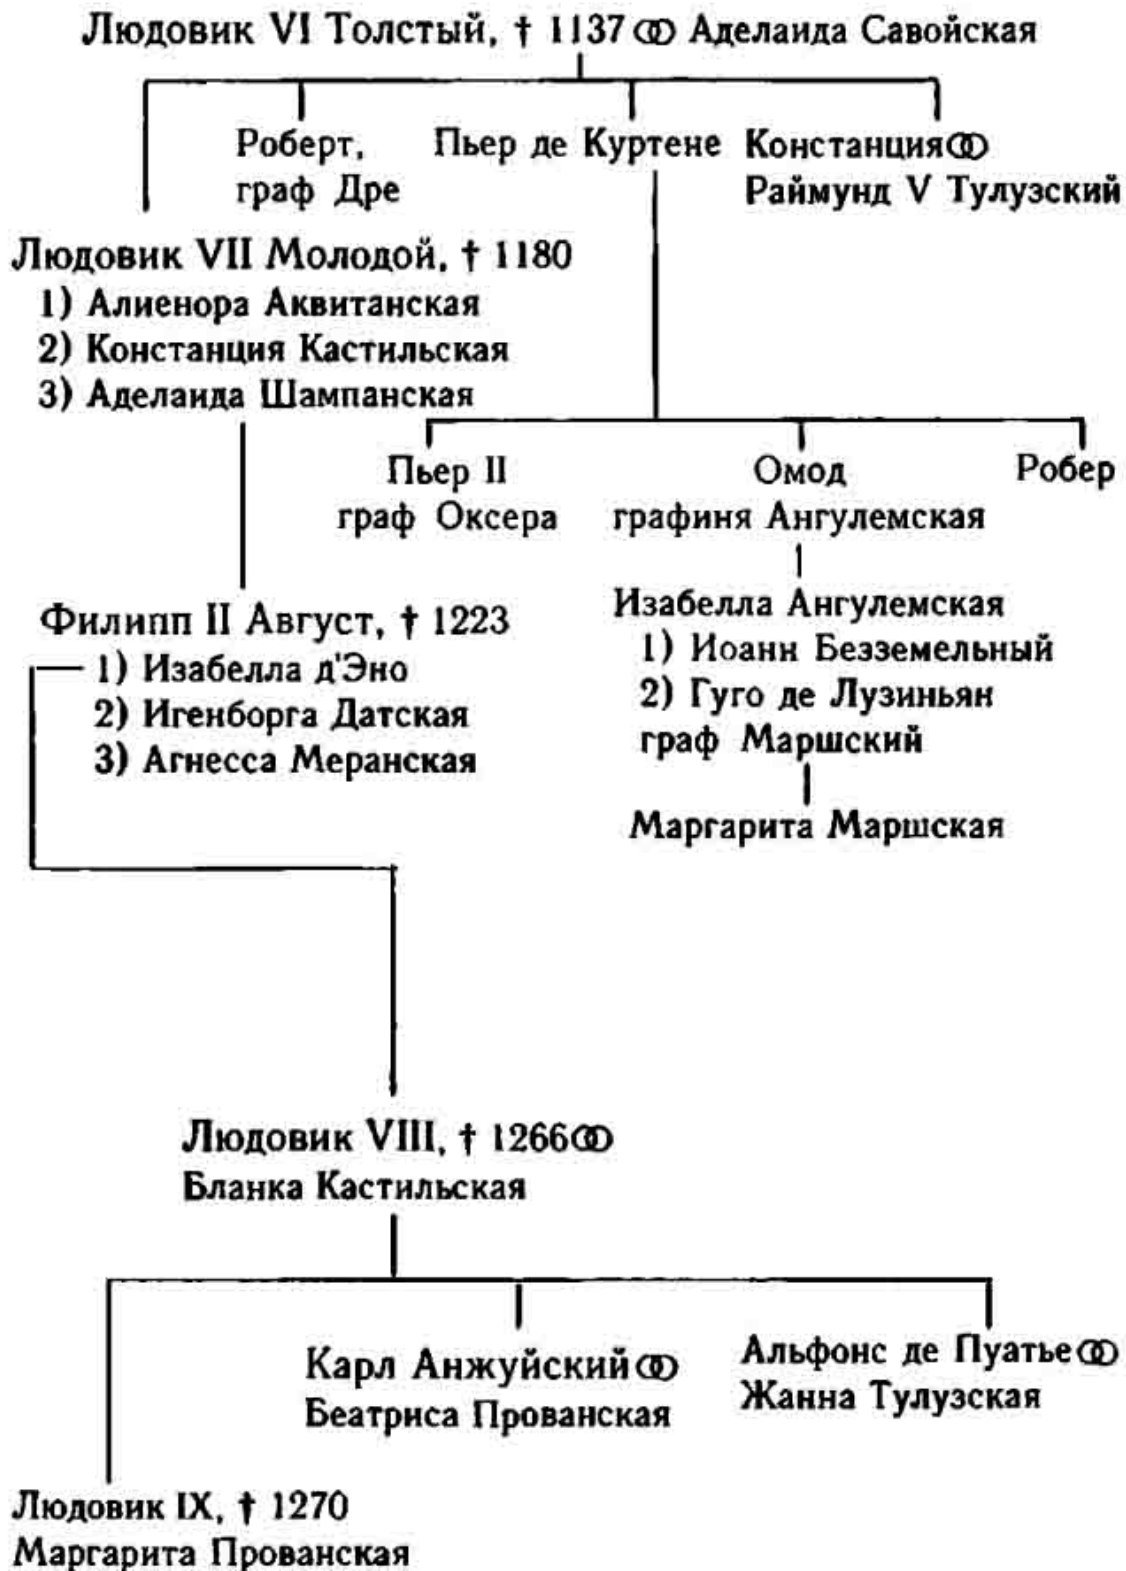 Людовик VI Толстый, † 1137 ⚭ Аделаида Савойская
Роберт,
граф Дре
Пьер де Куртене
Констанция ⚭
Раймунд V Тулузский
Людовик VII Молодой, † 1180
1) Алиенора Аквитанская
2) Констанция Кастильская
3) Аделаида Шампанская
Пьер II
граф Оксера
Омод
графиня Ангулемская
Робер
Филипп II Август, † 1223
1) Изабелла д'Эно
2) Игенборга Датская
3) Агнесса Меранская
Изабелла Ангулемская
1) Иоанн Безземельный
2) Гуго де Лузиньян
граф Маршский
Маргарита Маршская
Людовик VIII, † 1266 ⚭
Бланка Кастильская
Карл Анжуйский ⚭
Беатриса Прованская
Альфонс де Пуатье ⚭
Жанна Тулузская
Людовик IX, † 1270
Маргарита Прованская